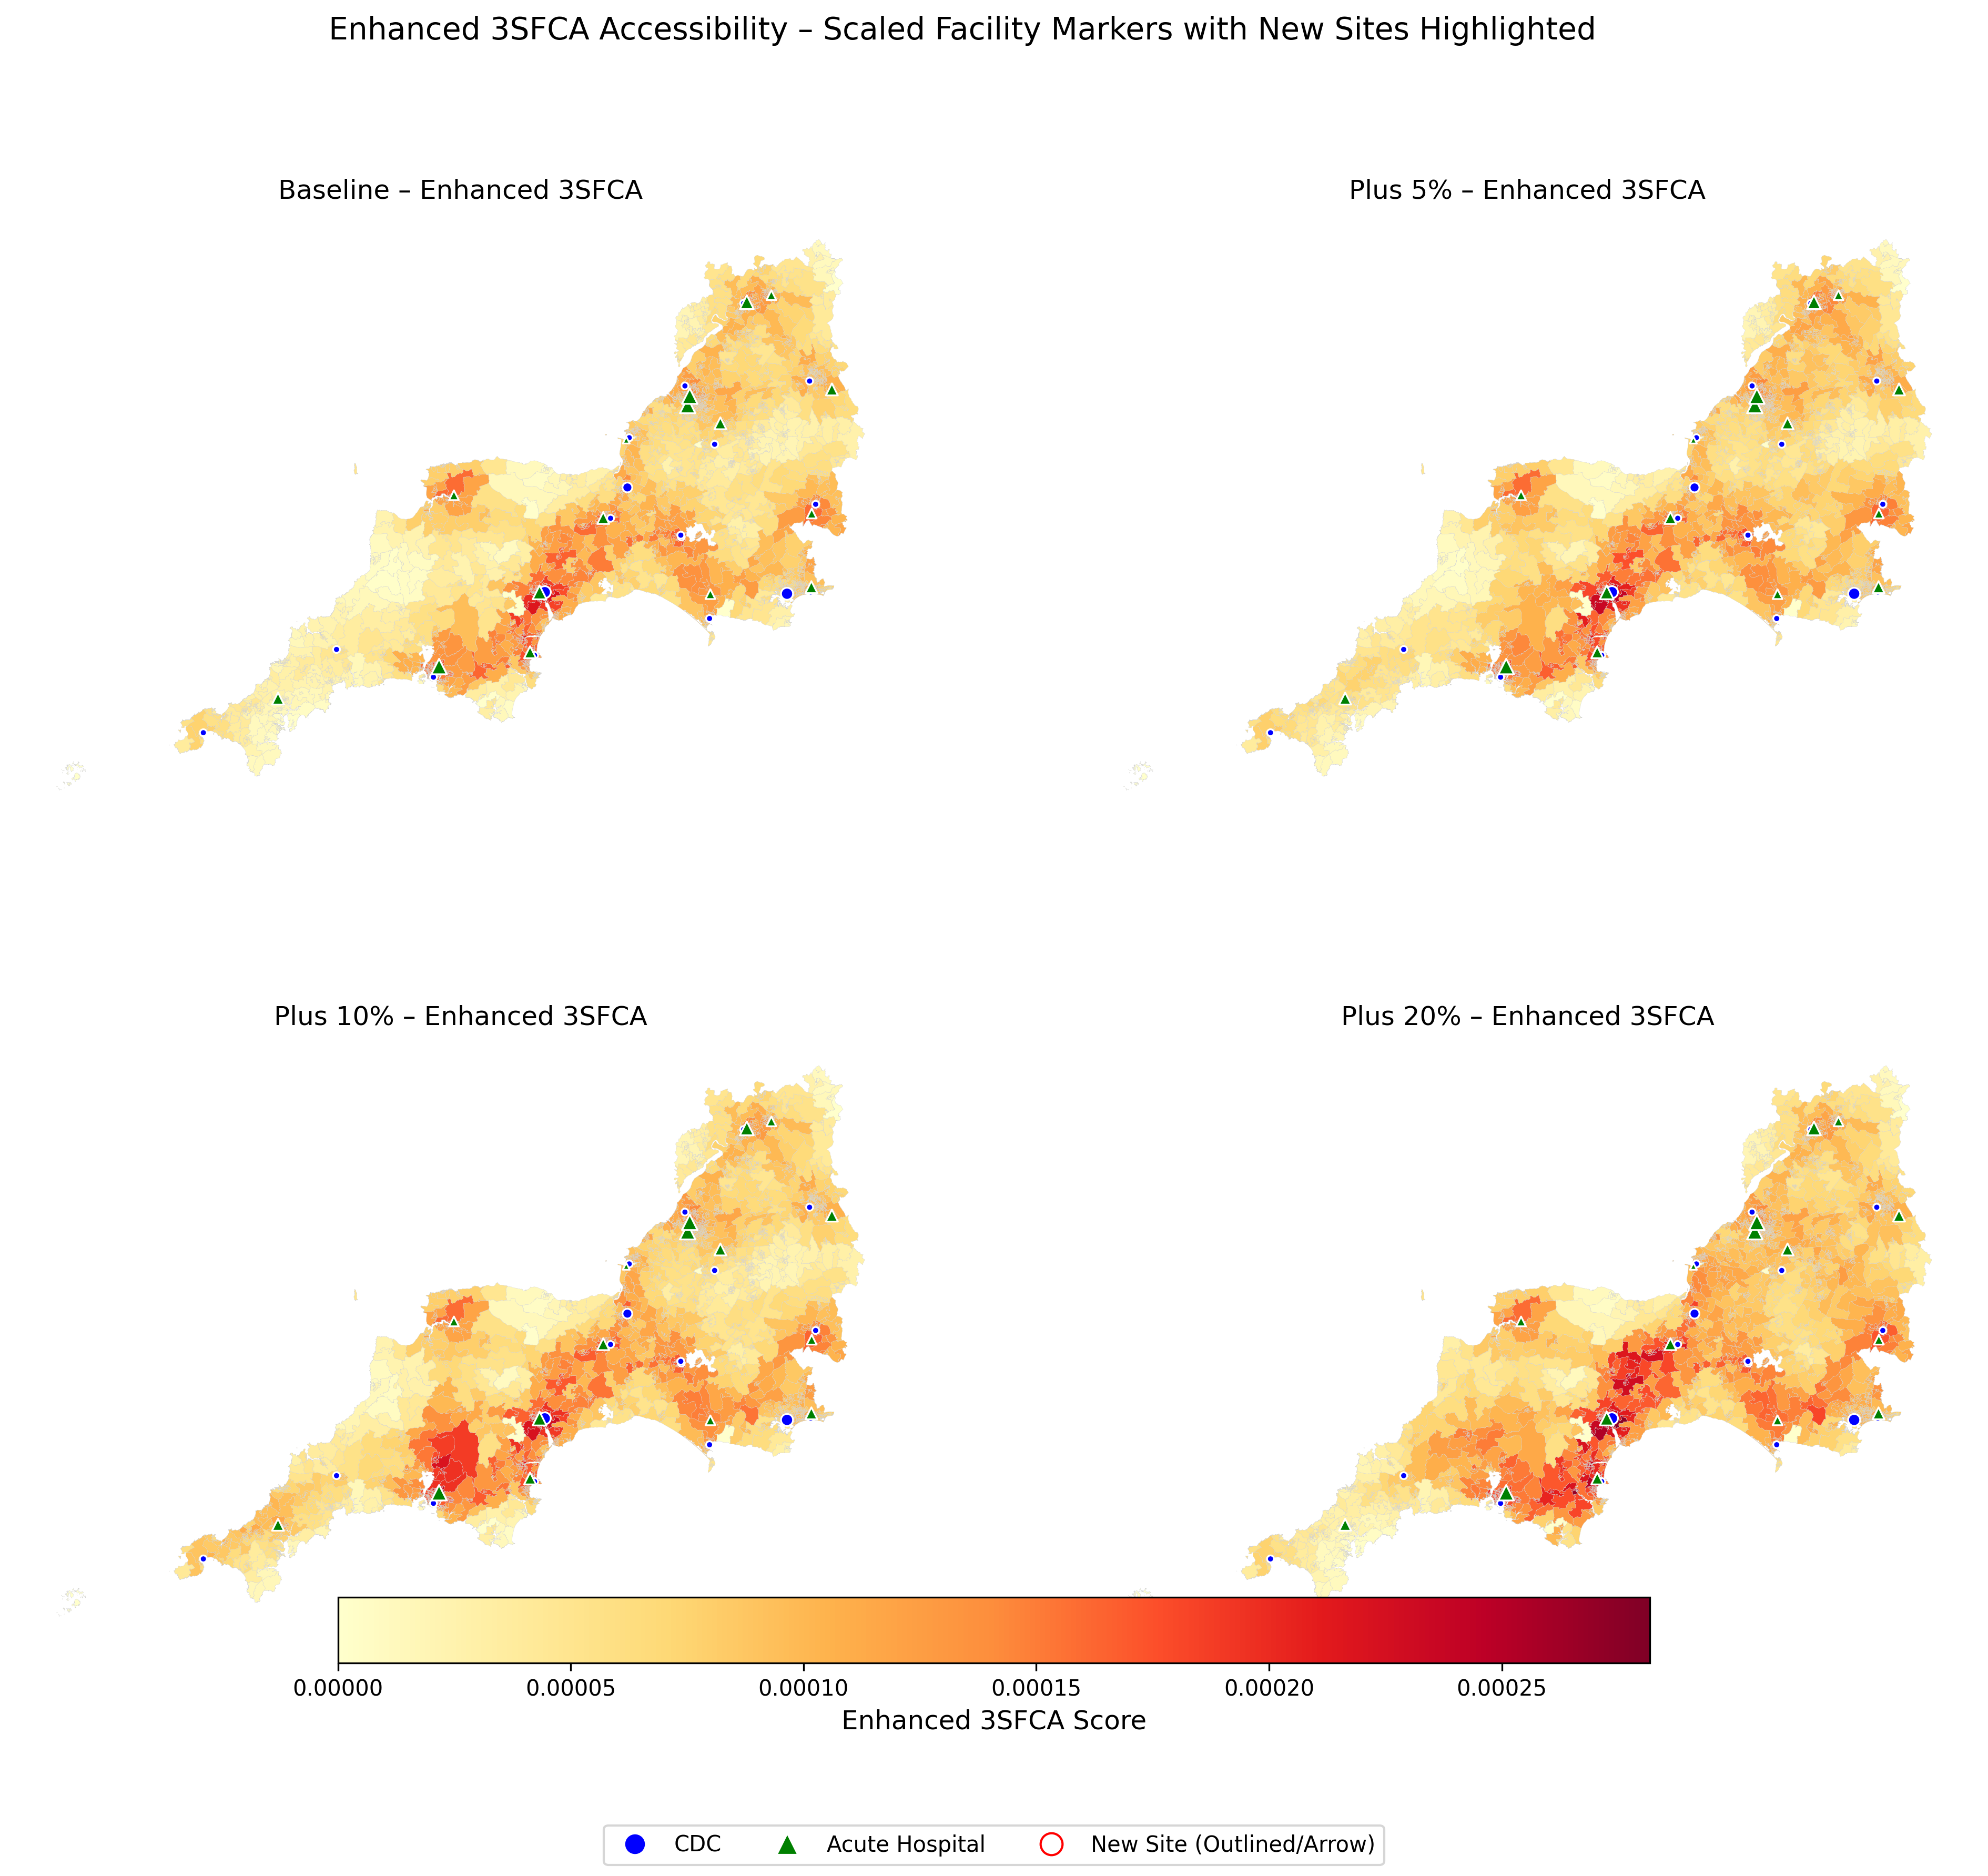 Enhanced 3SFCA Accessibility – Scaled Facility Markers with New Sites Highlighted
Baseline – Enhanced 3SFCA
Plus 5% – Enhanced 3SFCA
Plus 10% – Enhanced 3SFCA
Plus 20% – Enhanced 3SFCA
0.00000 0.00005 0.00010 0.00015 0.00020 0.00025
Enhanced 3SFCA Score
CDC Acute Hospital New Site (Outlined/Arrow)